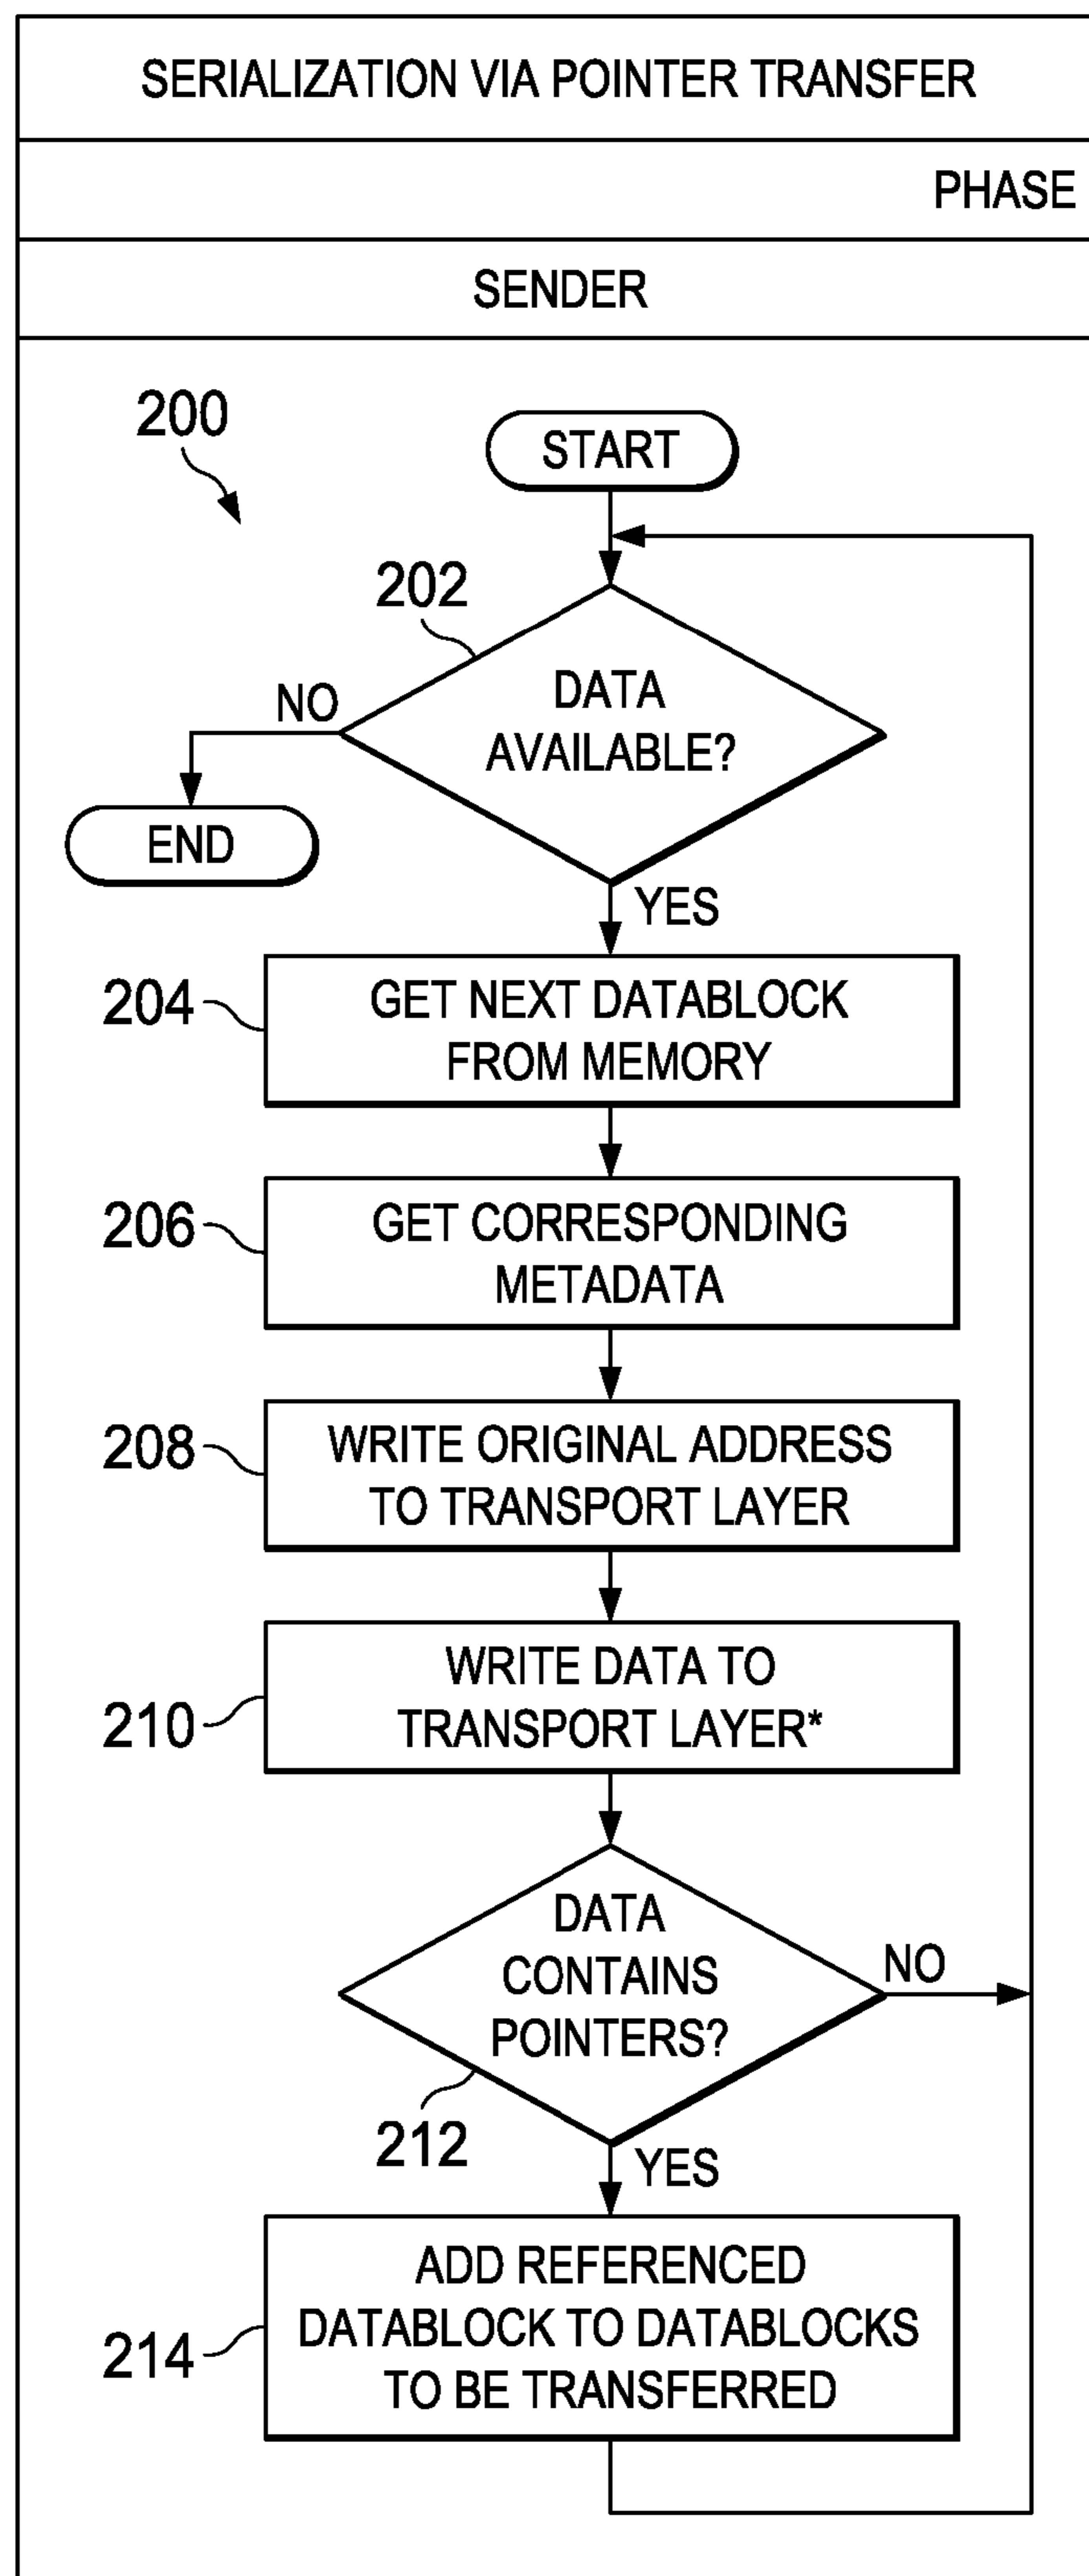 SERIALIZATION VIA POINTER TRANSFER
PHASE
SENDER
200
START
202
DATA
AVAILABLE?
NO
END
YES
204
GET NEXT DATABLOCK
FROM MEMORY
206
GET CORRESPONDING
METADATA
208
WRITE ORIGINAL ADDRESS
TO TRANSPORT LAYER
210
WRITE DATA TO
TRANSPORT LAYER*
DATA
CONTAINS
POINTERS?
NO
212
YES
214
ADD REFERENCED
DATABLOCK TO DATABLOCKS
TO BE TRANSFERRED